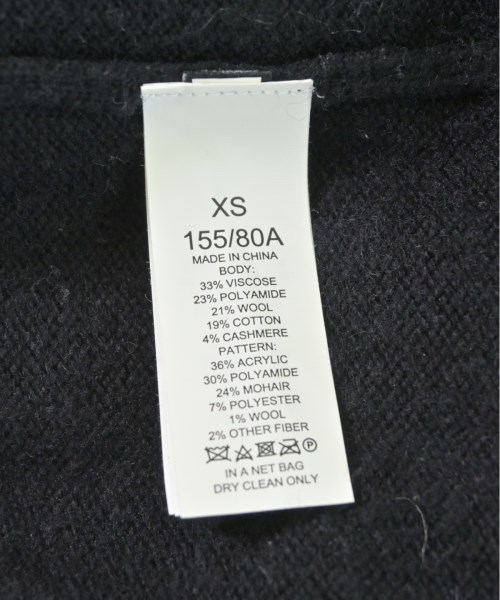 XS
155/80A
MADE IN CHINA
BODY:
33% VISCOSE
23% POLYAMIDE
21% WOOL
19% COTTON
4% CASHMERE
PATTERN:
36% ACRYLIC
30% POLYAMIDE
24% MOHAIR
7% POLYESTER
1% WOOL
2% OTHER FIBER
P
IN A NET BAG
DRY CLEAN ONLY